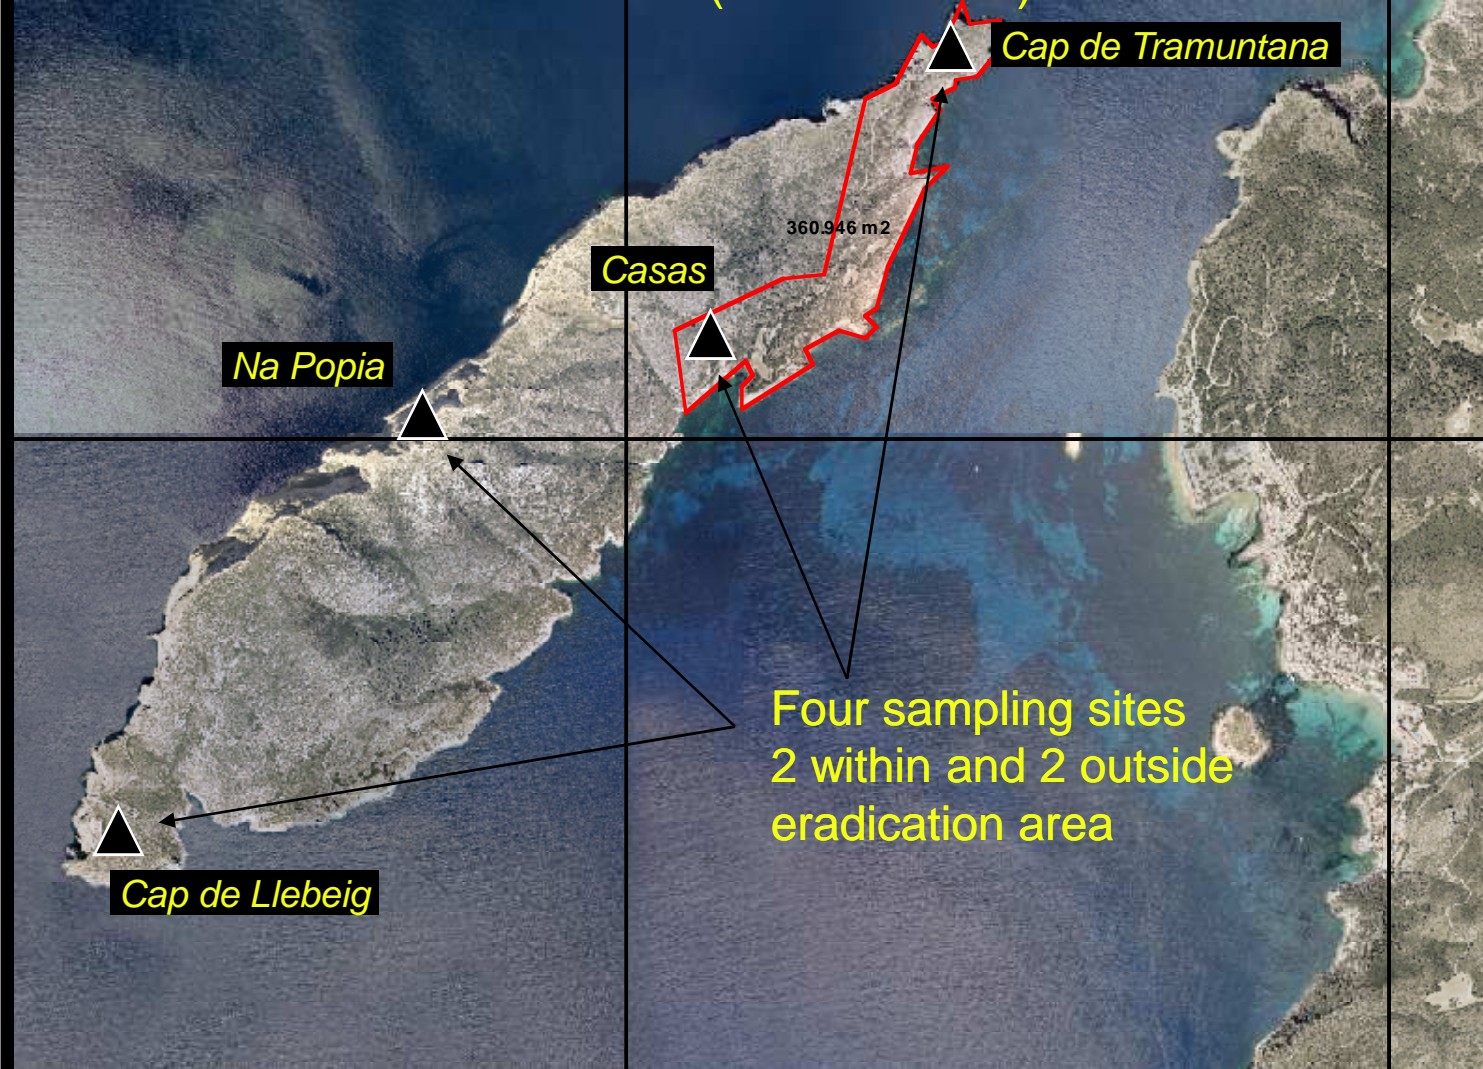 Cap de Tramuntana
360.946 m2
Casas
Na Popia
Four sampling sites
2 within and 2 outside
eradication area
Cap de Llebeig